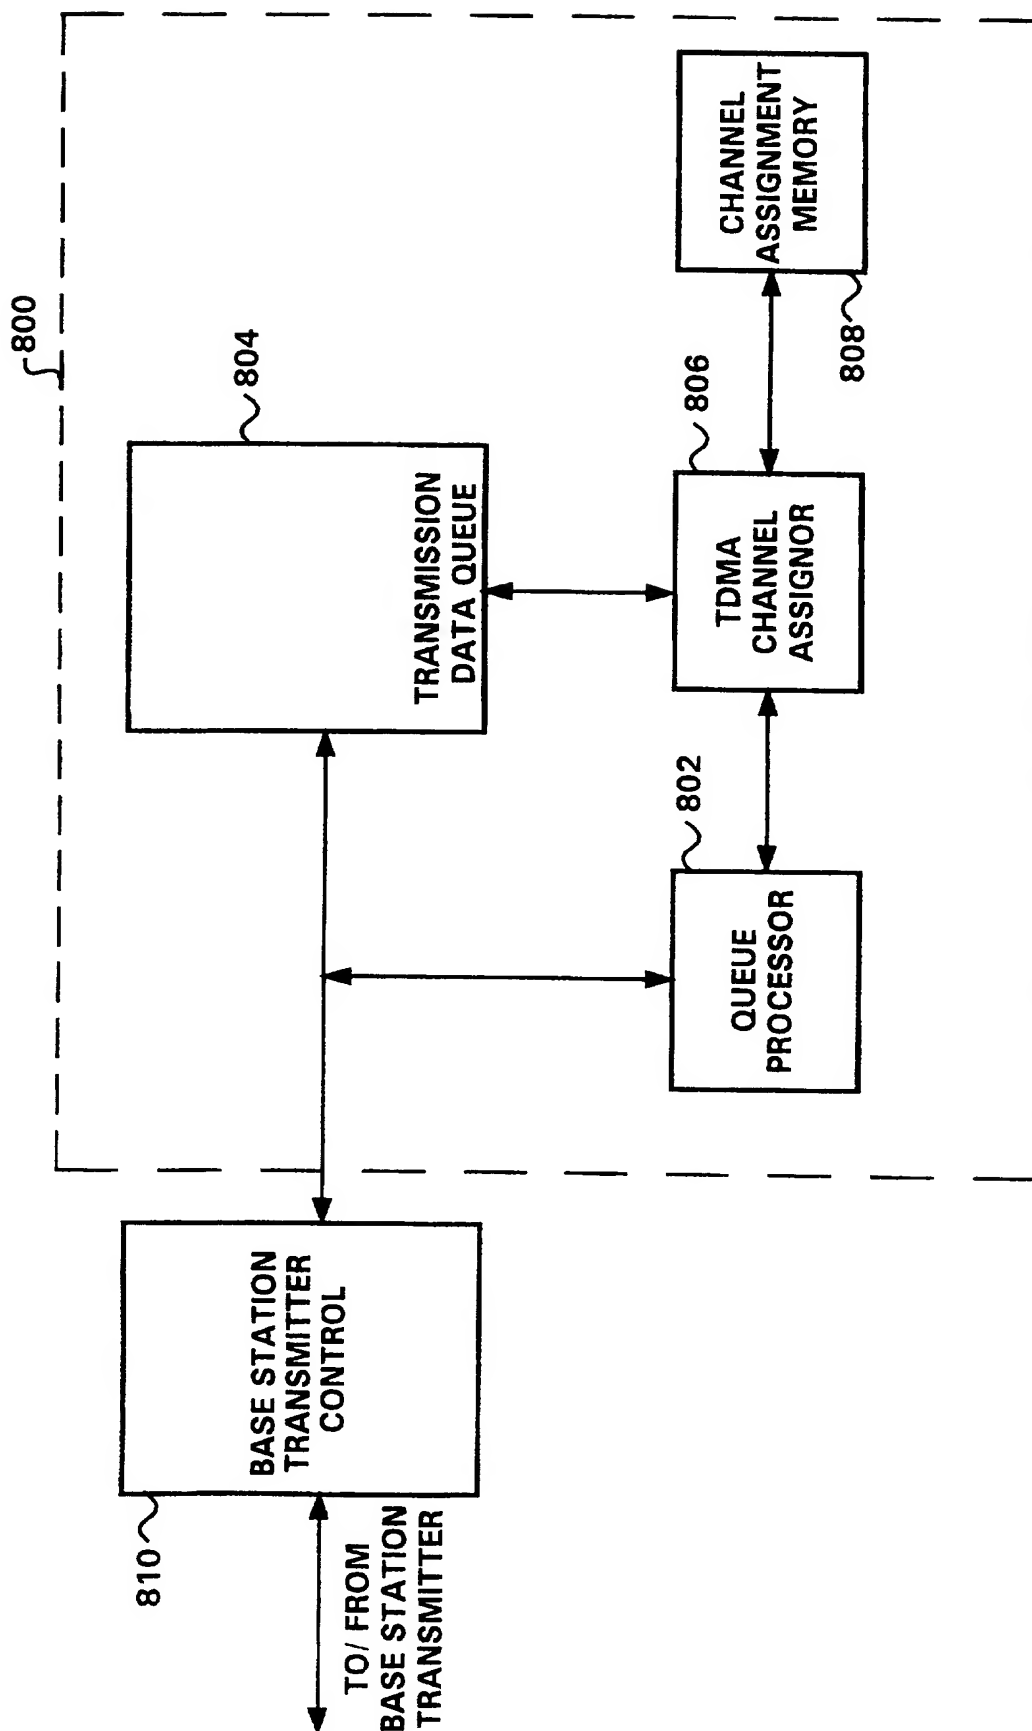 800
810
BASE STATION
TRANSMITTER
CONTROL
TO/ FROM
BASE STATION
TRANSMITTER
804
TRANSMISSION
DATA QUEUE
802
QUEUE
PROCESSOR
806
TDMA
CHANNEL
ASSIGNOR
808
CHANNEL
ASSIGNMENT
MEMORY